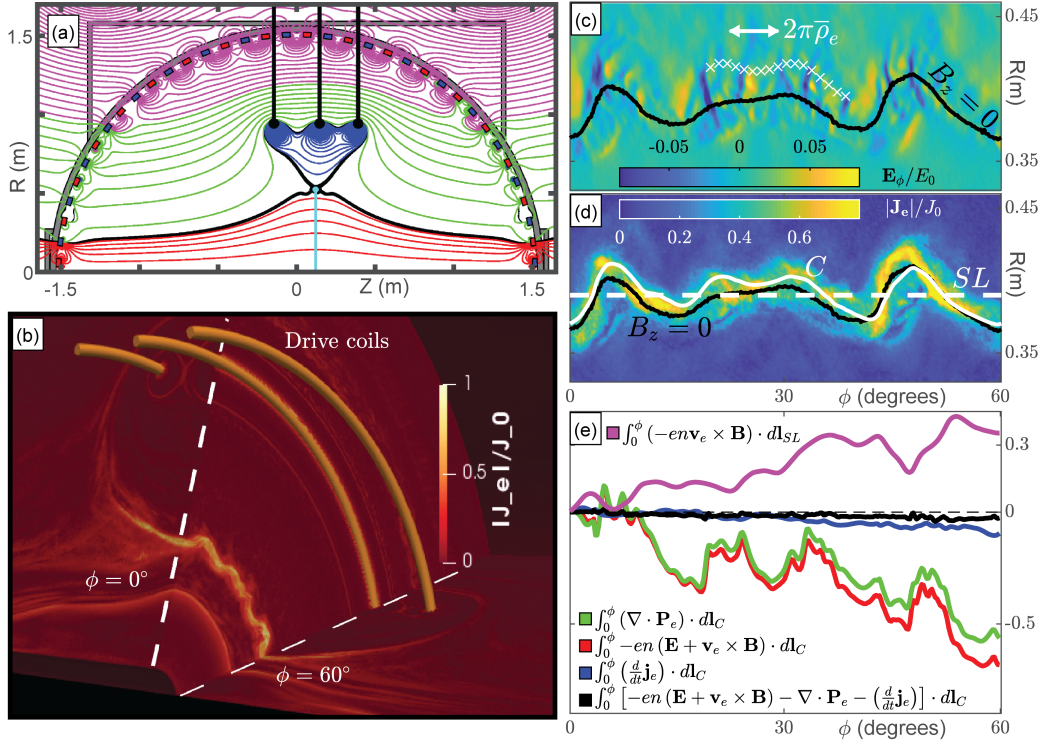 (a)
1.5
R (m)
0
-1.5
0
Z (m)
1.5
(b)
Drive coils
1
0.5
0
|J_e|/J_0
ϕ = 0°
ϕ = 60°
(c)
2πρ̄_e
B_z = 0
0.45
R(m)
0.35
-0.05 0 0.05
E_ϕ/E_0
(d)
|J_e|/J_0
0 0.2 0.4 0.6
C
SL
B_z = 0
0.45
R(m)
0.35
30
60
ϕ (degrees)
(e)
∫_0^ϕ (−env_e × B) · dl_SL
0.3
0
-0.5
∫_0^ϕ (∇ · P_e) · dl_C
∫_0^ϕ −en (E + v_e × B) · dl_C
∫_0^ϕ (d/dt j_e) · dl_C
∫_0^ϕ [−en (E + v_e × B) − ∇ · P_e − (d/dt j_e)] · dl_C
0
30
60
ϕ (degrees)